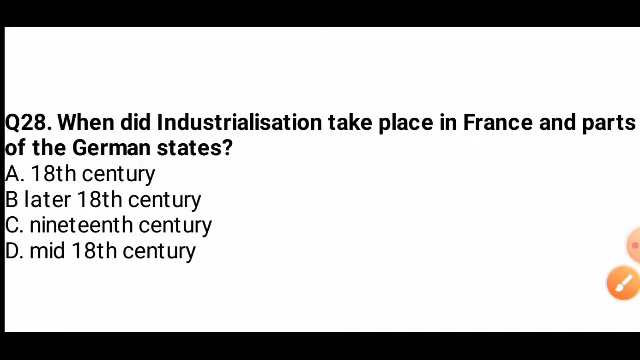 Q28. When did Industrialisation take place in France and parts
of the German states?
A. 18th century
B later 18th century
C. nineteenth century
D. mid 18th century